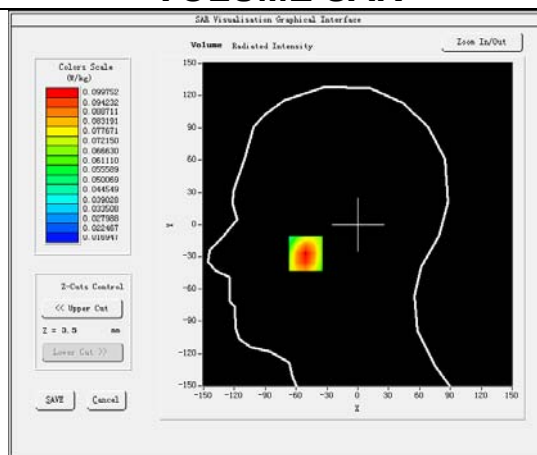 VOLUME SAR
SAR Visualisation Graphical Interface
Volume Radiated Intensity
Zoom In/Out
Colors Scale
(W/kg)
0.099752
0.094232
0.088711
0.083191
0.077671
0.072150
0.066630
0.061110
0.055589
0.050069
0.044549
0.039028
0.033508
0.027988
0.022467
0.016947
Z-Cuts Control
<< Upper Cut
Z = 3.5 mm
Lower Cut >>
SAVE Cancel
150
120
90
60
30
0
-30
-60
-90
-120
-150
Y
-150 -120 -90 -60 -30 0 30 60 90 120 150
X